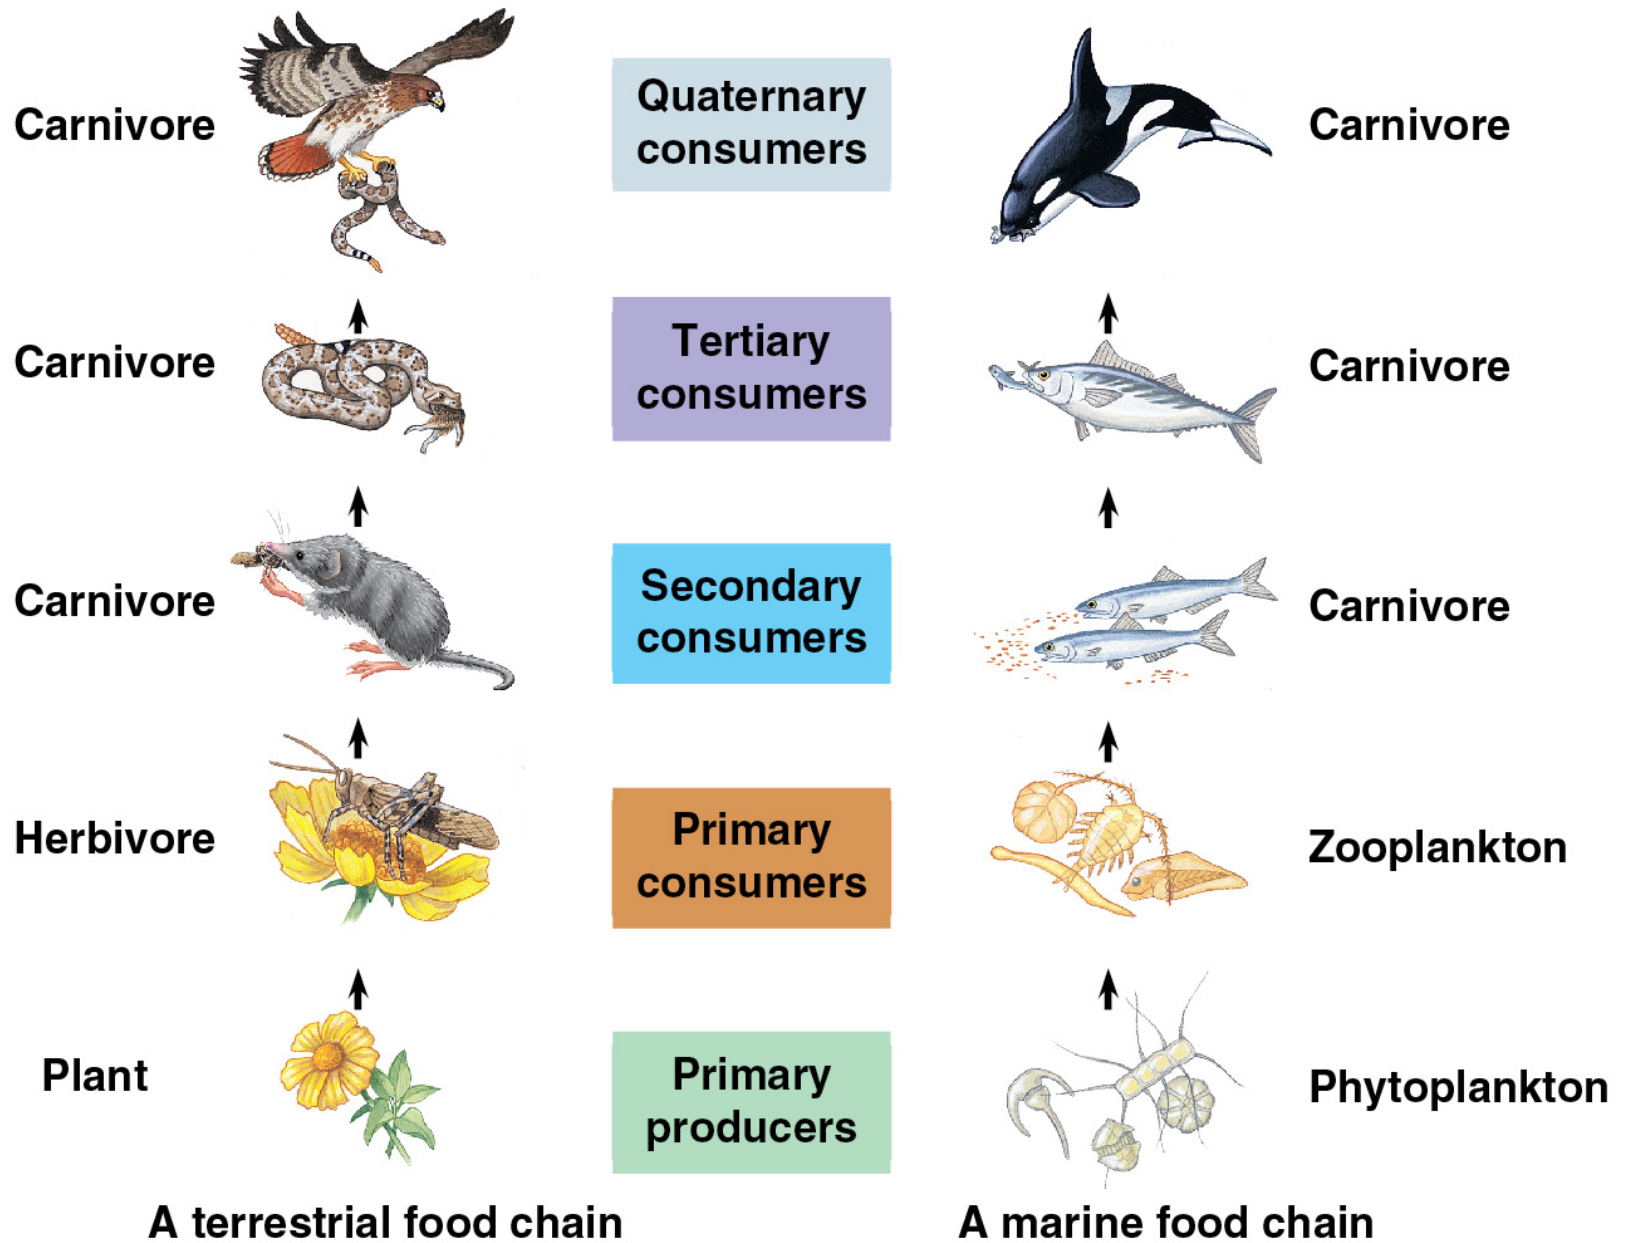 Carnivore
Quaternary
consumers
Carnivore
Carnivore
Tertiary
consumers
Carnivore
Carnivore
Secondary
consumers
Carnivore
Herbivore
Primary
consumers
Zooplankton
Plant
Primary
producers
Phytoplankton
A terrestrial food chain
A marine food chain